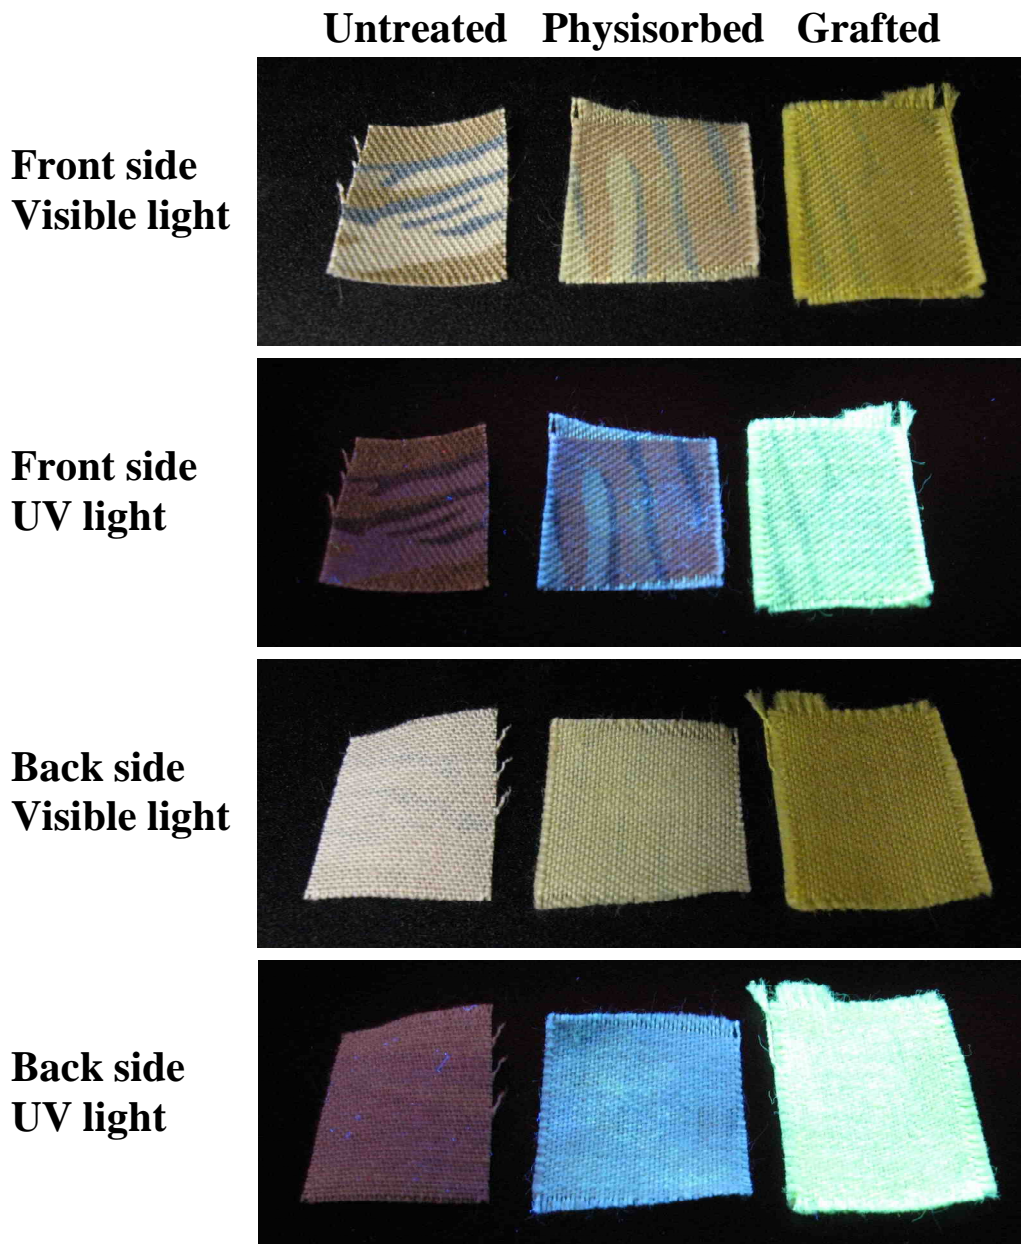 Untreated Physisorbed Grafted
Front side
Visible light
Front side
UV light
Back side
Visible light
Back side
UV light